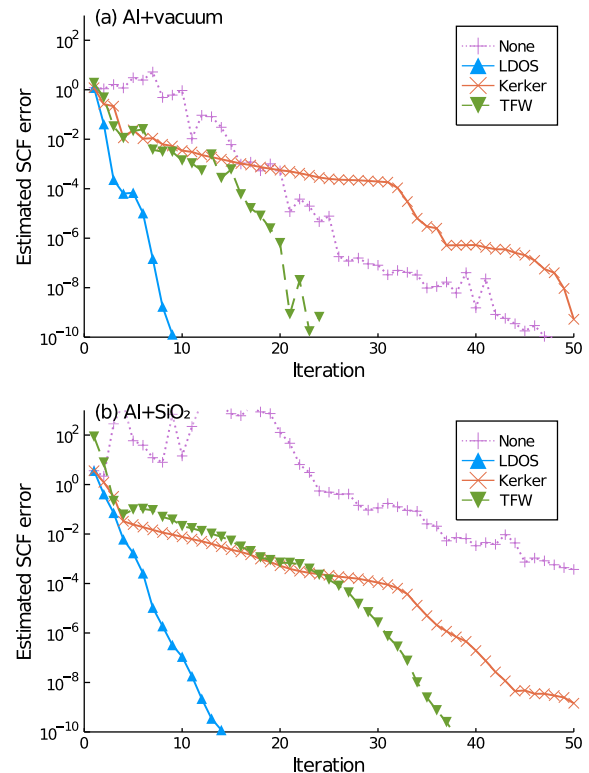 (a) Al+vacuum
Estimated SCF error
10²
10⁰
10⁻²
10⁻⁴
10⁻⁶
10⁻⁸
10⁻¹⁰
None
LDOS
Kerker
TFW
0 10 20 30 40 50
Iteration
(b) Al+SiO₂
Estimated SCF error
10²
10⁰
10⁻²
10⁻⁴
10⁻⁶
10⁻⁸
10⁻¹⁰
None
LDOS
Kerker
TFW
0 10 20 30 40 50
Iteration